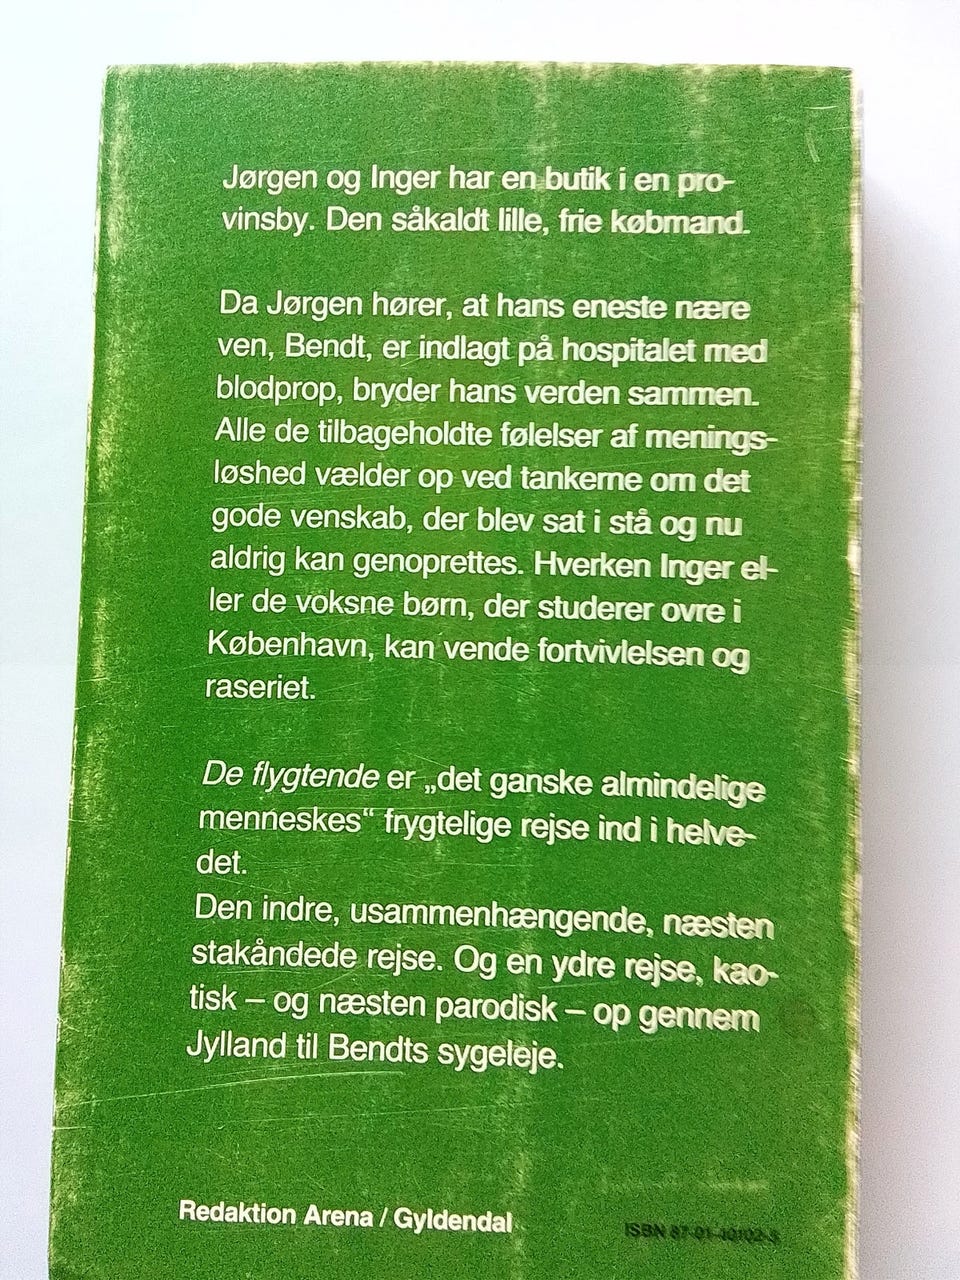 Jørgen og Inger har en butik i en pro-
vinsby. Den såkaldt lille, frie købmand.
Da Jørgen hører, at hans eneste nære
ven, Bendt, er indlagt på hospitalet med
blodprop, bryder hans verden sammen.
Alle de tilbageholdte følelser af menings-
løshed vælder op ved tankerne om det
gode venskab, der blev sat i stå og nu
aldrig kan genoprettes. Hverken Inger el-
ler de voksne børn, der studerer ovre i
København, kan vende fortvivlelsen og
raseriet.
De flygtende er „det ganske almindelige
menneskes“ frygtelige rejse ind i helve-
det.
Den indre, usammenhængende, næsten
stakåndede rejse. Og en ydre rejse, kao-
tisk – og næsten parodisk – op gennem
Jylland til Bendts sygeleje.
Redaktion Arena / Gyldendal
ISBN 87-01-40102-3